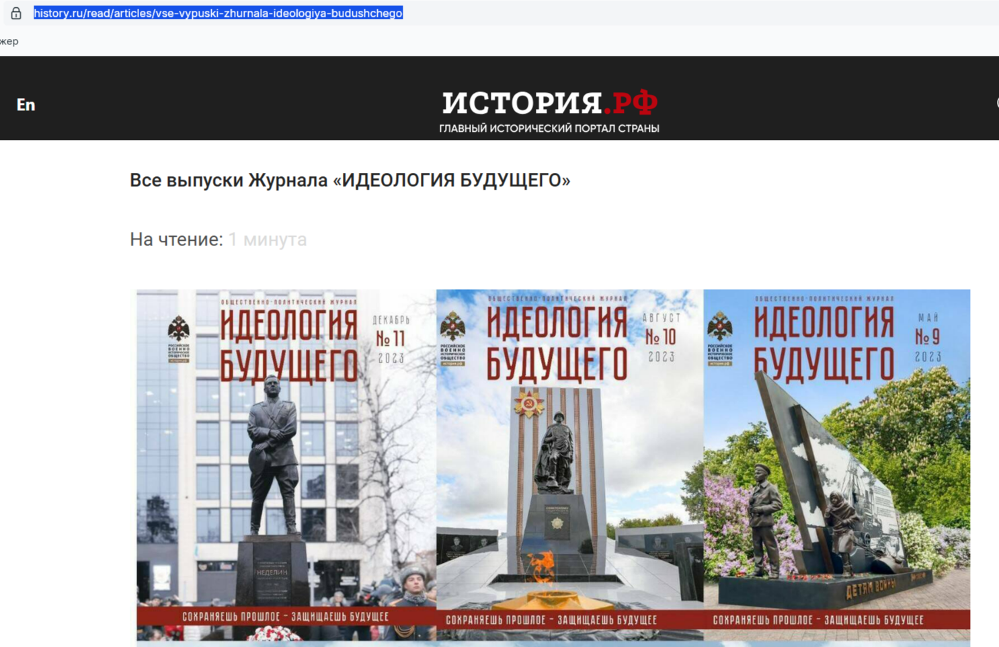 history.ru/read/articles/vse-vypuski-zhurnala-ideologiya-budushchego
жер
En
ИСТОРИЯ.РФ
ГЛАВНЫЙ ИСТОРИЧЕСКИЙ ПОРТАЛ СТРАНЫ
Все выпуски Журнала «ИДЕОЛОГИЯ БУДУЩЕГО»
На чтение: 1 минута
ОБЩЕСТВЕННО-ПОЛИТИЧЕСКИЙ ЖУРНАЛ
ИДЕОЛОГИЯ
БУДУЩЕГО
ДЕКАБРЬ
№ 11
2023
РОССИЙСКОЕ
ВОЕННО
ИСТОРИЧЕСКОЕ
ОБЩЕСТВО
история.рф
НЕДЕЛИН
СОХРАНЯЕШЬ ПРОШЛОЕ - ЗАЩИЩАЕШЬ БУДУЩЕЕ
ОБЩЕСТВЕННО-ПОЛИТИЧЕСКИЙ ЖУРНАЛ
ИДЕОЛОГИЯ
БУДУЩЕГО
АВГУСТ
№ 10
2023
РОССИЙСКОЕ
ВОЕННО
ИСТОРИЧЕСКОЕ
ОБЩЕСТВО
история.рф
СОХРАНЯЕШЬ ПРОШЛОЕ - ЗАЩИЩАЕШЬ БУДУЩЕЕ
ОБЩЕСТВЕННО-ПОЛИТИЧЕСКИЙ ЖУРНАЛ
ИДЕОЛОГИЯ
БУДУЩЕГО
МАЙ
№ 9
2023
РОССИЙСКОЕ
ВОЕННО
ИСТОРИЧЕСКОЕ
ОБЩЕСТВО
история.рф
ДЕТЯМ ВОЙНЫ
СОХРАНЯЕШЬ ПРОШЛОЕ - ЗАЩИЩАЕШЬ БУДУЩЕЕ